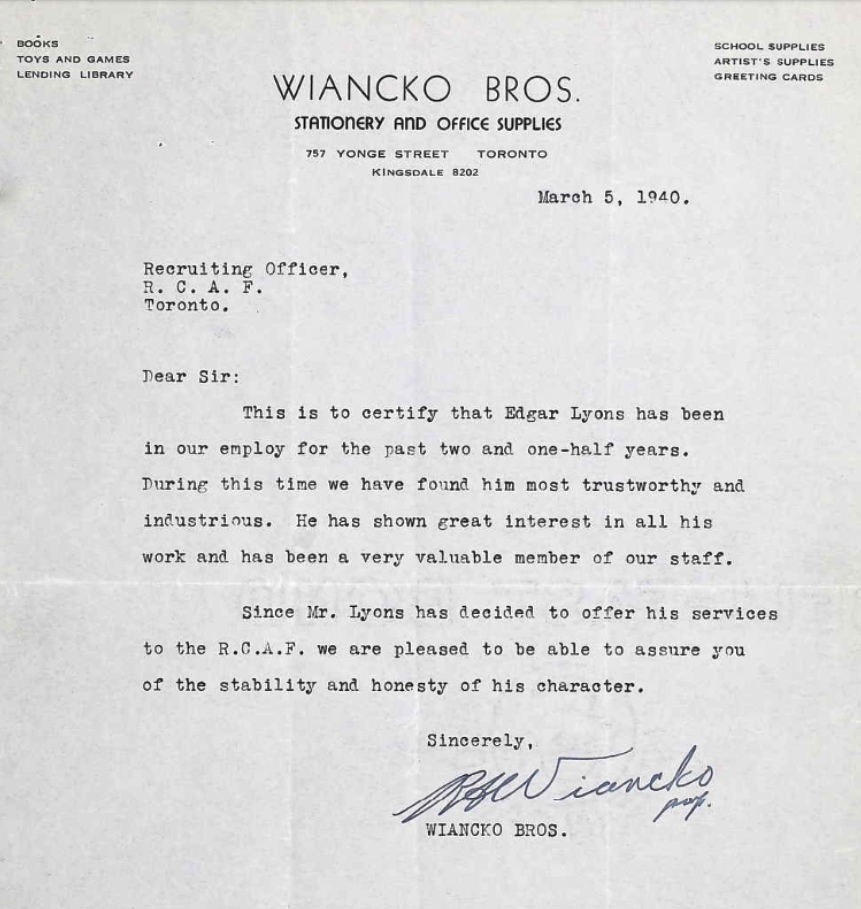 BOOKS
TOYS AND GAMES
LENDING LIBRARY
SCHOOL SUPPLIES
ARTIST'S SUPPLIES
GREETING CARDS
WIANCKO BROS.
STATIONERY AND OFFICE SUPPLIES
757 YONGE STREET TORONTO
KINGSDALE 8202
March 5, 1940.
Recruiting Officer,
R. C. A. F.
Toronto.
Dear Sir:
This is to certify that Edgar Lyons has been
in our employ for the past two and one-half years.
During this time we have found him most trustworthy and
industrious. He has shown great interest in all his
work and has been a very valuable member of our staff.
Since Mr. Lyons has decided to offer his services
to the R.C.A.F. we are pleased to be able to assure you
of the stability and honesty of his character.
Sincerely,
Wiancko
prop.
WIANCKO BROS.